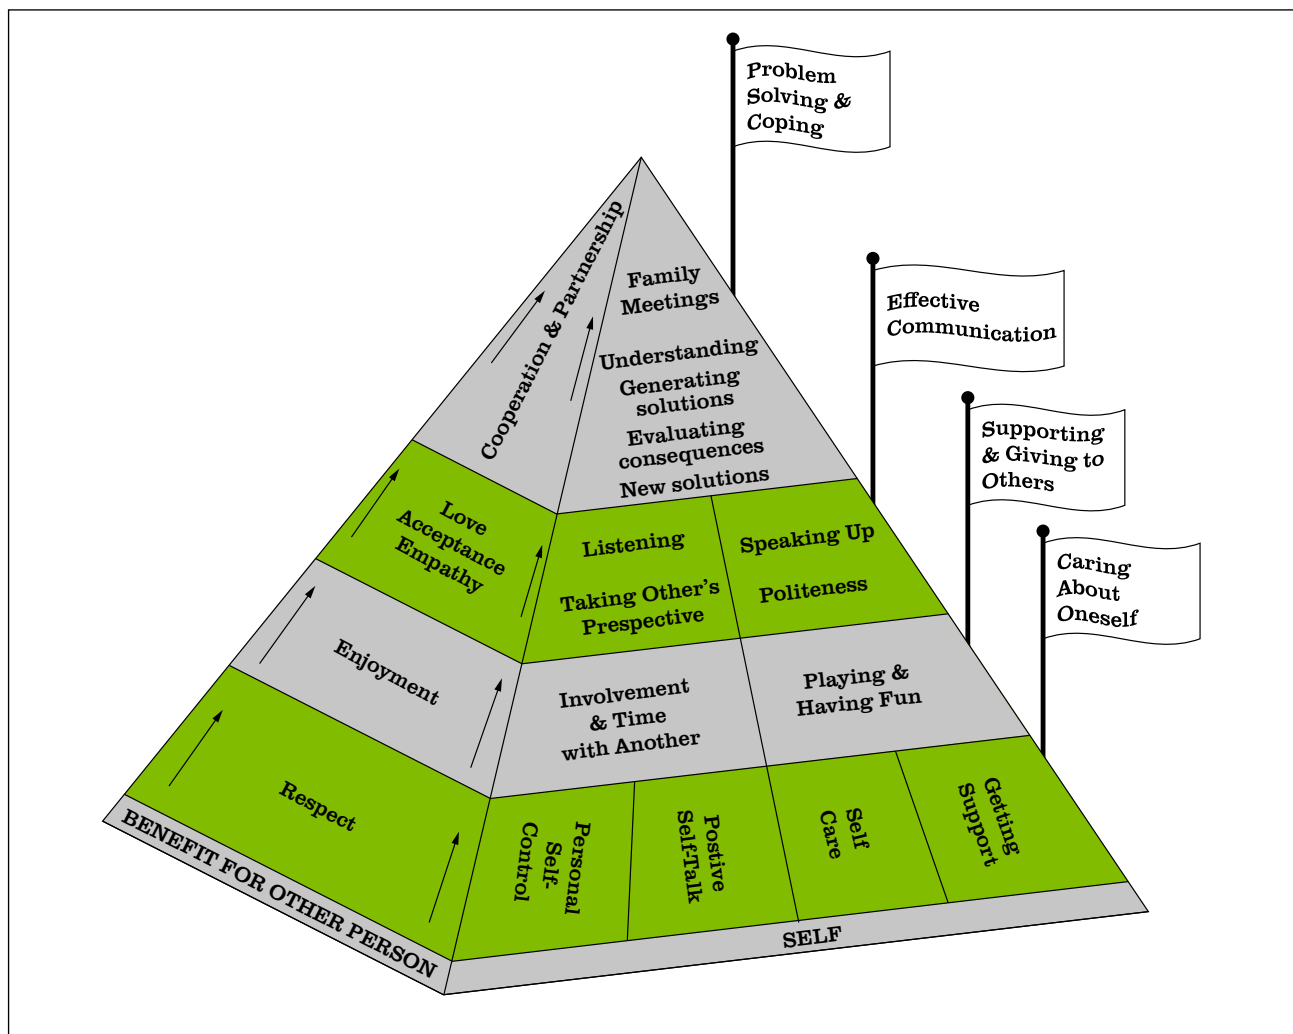 Problem
Solving &
Coping
Effective
Communication
Supporting
& Giving to
Others
Caring
About
Oneself
Cooperation & Partnership
Family
Meetings
Understanding
Generating
solutions
Evaluating
consequences
New solutions
Love
Acceptance
Empathy
Listening
Taking Other's
Prespective
Speaking Up
Politeness
Enjoyment
Involvement
& Time
with Another
Playing &
Having Fun
Respect
Personal
Self-
Control
Postive
Self-Talk
Self
Care
Getting
Support
BENEFIT FOR OTHER PERSON
SELF